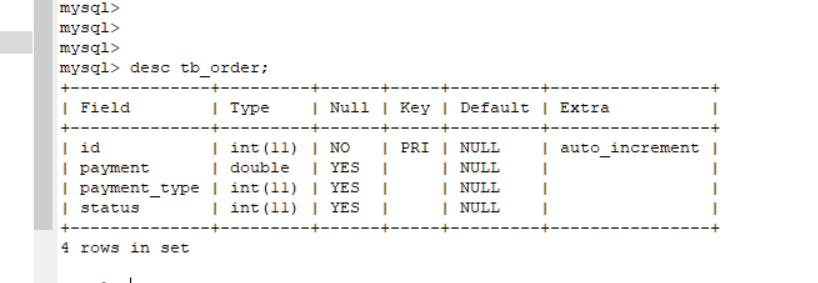 mysql>
mysql>
mysql>
mysql> desc tb_order;
+--------------+---------+------+-----+---------+----------------+
| Field        | Type    | Null | Key | Default | Extra          |
+--------------+---------+------+-----+---------+----------------+
| id           | int(11) | NO   | PRI | NULL    | auto_increment |
| payment      | double  | YES  |     | NULL    |                |
| payment_type | int(11) | YES  |     | NULL    |                |
| status       | int(11) | YES  |     | NULL    |                |
+--------------+---------+------+-----+---------+----------------+
4 rows in set